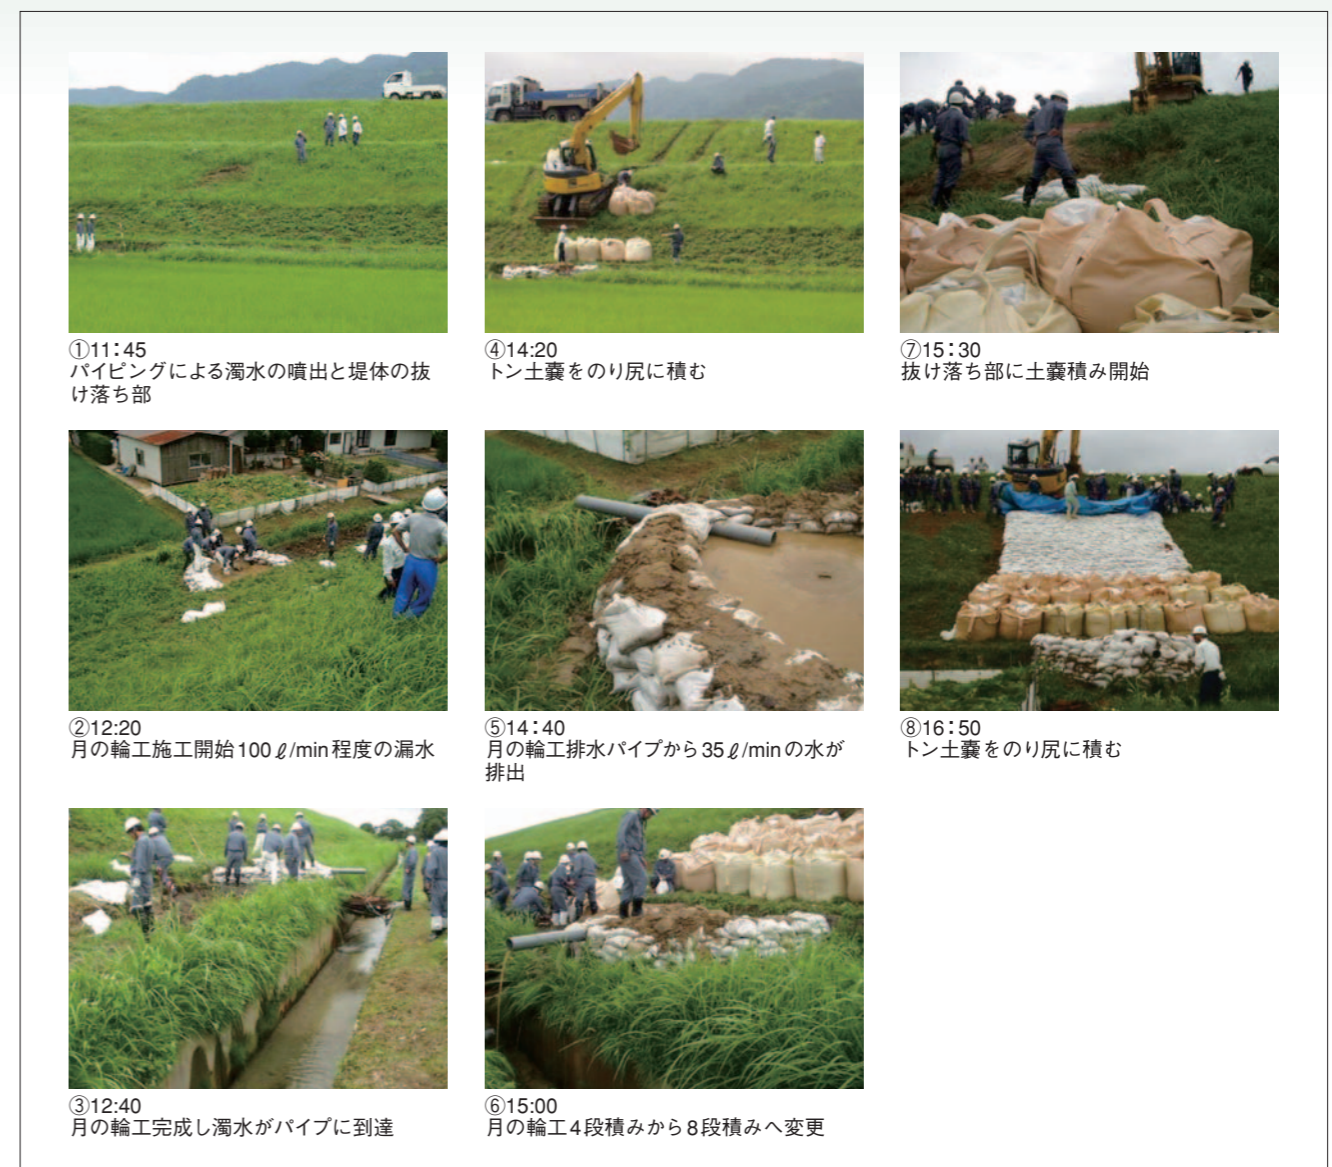 ①11：45
パイピングによる濁水の噴出と堤体の抜
け落ち部
②12:20
月の輪工施工開始100ℓ/min程度の漏水
③12:40
月の輪工完成し濁水がパイプに到達
④14:20
トン土嚢をのり尻に積む
⑤14：40
月の輪工排水パイプから35ℓ/minの水が
排出
⑥15:00
月の輪工4段積みから8段積みへ変更
⑦15：30
抜け落ち部に土嚢積み開始
⑧16：50
トン土嚢をのり尻に積む